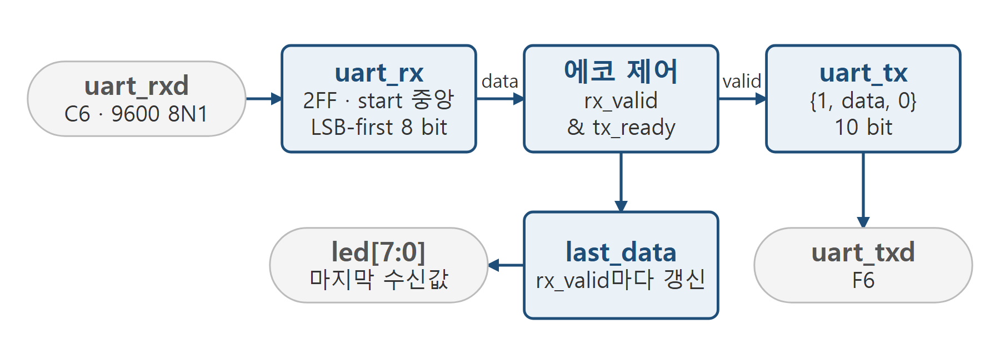 uart_rxd
C6 · 9600 8N1
uart_rx
2FF · start 중앙
LSB-first 8 bit
data
에코 제어
rx_valid
& tx_ready
valid
uart_tx
{1, data, 0}
10 bit
led[7:0]
마지막 수신값
last_data
rx_valid마다 갱신
uart_txd
F6